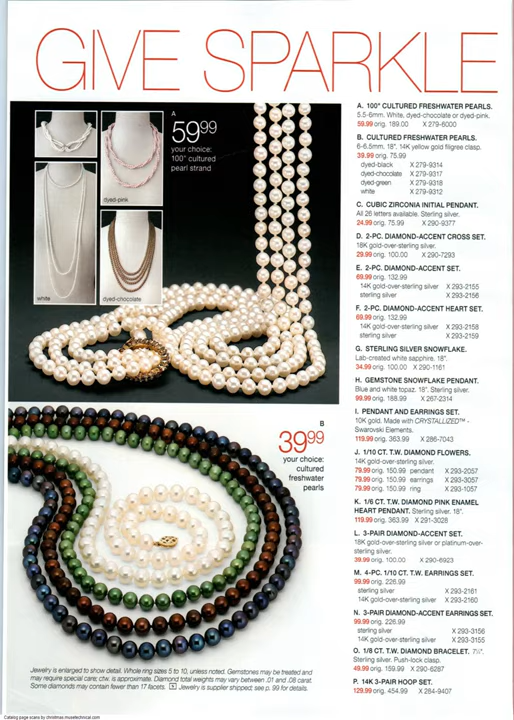 GIVE SPARKLE
A
59.99
your choice:
100" cultured
pearl strand
dyed-pink
white
dyed-chocolate
B
39.99
your choice:
cultured
freshwater
pearls
Jewelry is enlarged to show detail. Whole ring sizes 5 to 10, unless noted. Gemstones may be treated and
may require special care; ctw. is approximate. Diamond total weights may vary between .01 and .08 carat.
Some diamonds may contain fewer than 17 facets. Jewelry is supplier shipped; see p. 99 for details.
A. 100" CULTURED FRESHWATER PEARLS.
5.5-6mm. White, dyed-chocolate or dyed-pink.
59.99 orig. 189.00 X 279-6000
B. CULTURED FRESHWATER PEARLS.
6-6.5mm, 18". 14K yellow gold filigree clasp.
39.99 orig. 75.99
dyed-black X 279-9314
dyed-chocolate X 279-9317
dyed-green X 279-9318
white X 279-9312
C. CUBIC ZIRCONIA INITIAL PENDANT.
All 26 letters available. Sterling silver.
24.99 orig. 75.99 X 290-9377
D. 2-PC. DIAMOND-ACCENT CROSS SET.
18K gold-over-sterling silver.
29.99 orig. 100.00 X 290-7293
E. 2-PC. DIAMOND-ACCENT SET.
69.99 orig. 132.99
14K gold-over-sterling silver X 293-2155
sterling silver X 293-2156
F. 2-PC. DIAMOND-ACCENT HEART SET.
69.99 orig. 132.99
14K gold-over-sterling silver X 293-2158
sterling silver X 293-2159
G. STERLING SILVER SNOWFLAKE.
Lab-created white sapphire. 18".
34.99 orig. 100.00 X 290-1161
H. GEMSTONE SNOWFLAKE PENDANT.
Blue and white topaz. 18". Sterling silver.
99.99 orig. 188.99 X 267-2314
I. PENDANT AND EARRINGS SET.
10K gold. Made with CRYSTALLIZED™ -
Swarovski Elements.
119.99 orig. 363.99 X 286-7043
J. 1/10 CT. T.W. DIAMOND FLOWERS.
14K gold-over-sterling silver.
79.99 orig. 150.99 pendant X 293-2057
79.99 orig. 150.99 earrings X 293-3057
79.99 orig. 150.99 ring X 293-1057
K. 1/6 CT. T.W. DIAMOND PINK ENAMEL
HEART PENDANT. Sterling silver. 18".
119.99 orig. 363.99 X 291-3028
L. 3-PAIR DIAMOND-ACCENT SET.
18K gold-over-sterling silver or platinum-over-
sterling silver.
39.99 orig. 100.00 X 290-6923
M. 4-PC. 1/10 CT. T.W. EARRINGS SET.
99.99 orig. 226.99
sterling silver X 293-2161
14K gold-over-sterling silver X 293-2160
N. 3-PAIR DIAMOND-ACCENT EARRINGS SET.
99.99 orig. 226.99
sterling silver X 293-3156
14K gold-over-sterling silver X 293-3155
O. 1/8 CT. T.W. DIAMOND BRACELET. 7½".
Sterling silver. Push-lock clasp.
49.99 orig. 159.99 X 290-6287
P. 14K 3-PAIR HOOP SET.
129.99 orig. 454.99 X 284-9407
Catalog page scans by christmas.musetechnical.com